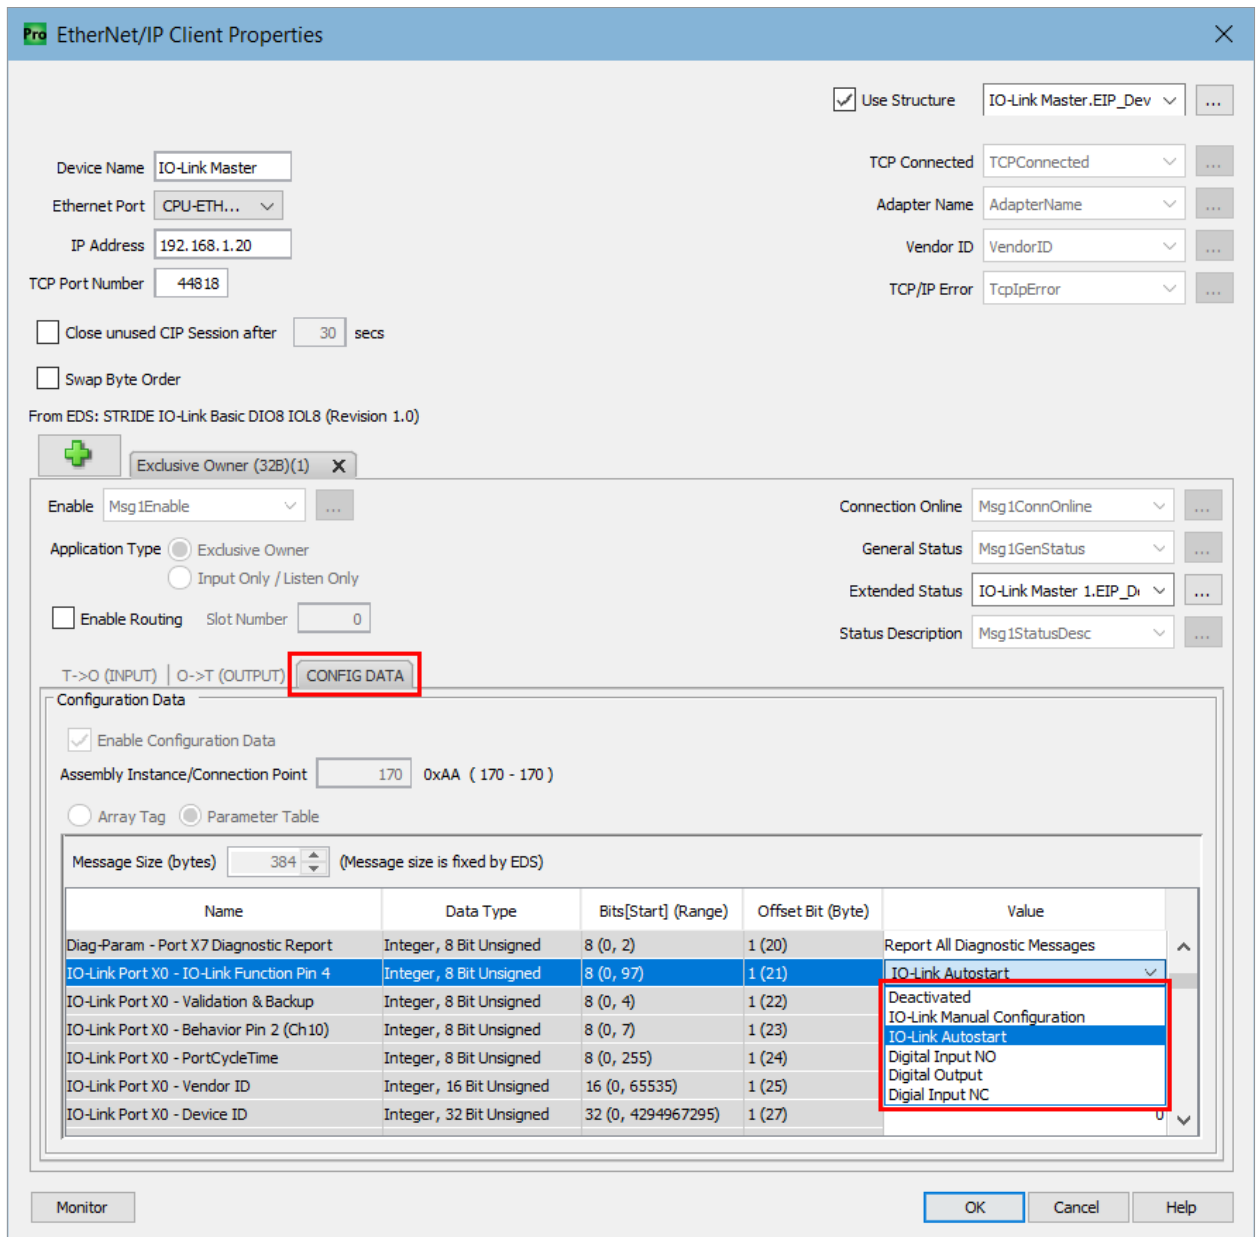 Pro EtherNet/IP Client Properties
Use Structure IO-Link Master.EIP_Dev ...
Device Name IO-Link Master TCP Connected TCPConnected ...
Ethernet Port CPU-ETH... Adapter Name AdapterName ...
IP Address 192.168.1.20 Vendor ID VendorID ...
TCP Port Number 44818 TCP/IP Error TcpIpError ...
Close unused CIP Session after 30 secs
Swap Byte Order
From EDS: STRIDE IO-Link Basic DIO8 IOL8 (Revision 1.0)
Exclusive Owner (32B)(1) X
Enable Msg1Enable ... Connection Online Msg1ConnOnline ...
Application Type Exclusive Owner General Status Msg1GenStatus ...
Input Only / Listen Only Extended Status IO-Link Master 1.EIP_D ...
Enable Routing Slot Number 0 Status Description Msg1StatusDesc ...
T->O (INPUT) O->T (OUTPUT) CONFIG DATA
Configuration Data
Enable Configuration Data
Assembly Instance/Connection Point 170 0xAA ( 170 - 170 )
Array Tag Parameter Table
Message Size (bytes) 384 (Message size is fixed by EDS)
Name Data Type Bits[Start] (Range) Offset Bit (Byte) Value
Diag-Param - Port X7 Diagnostic Report Integer, 8 Bit Unsigned 8 (0, 2) 1 (20) Report All Diagnostic Messages
IO-Link Port X0 - IO-Link Function Pin 4 Integer, 8 Bit Unsigned 8 (0, 97) 1 (21) IO-Link Autostart
IO-Link Port X0 - Validation & Backup Integer, 8 Bit Unsigned 8 (0, 4) 1 (22)
IO-Link Port X0 - Behavior Pin 2 (Ch10) Integer, 8 Bit Unsigned 8 (0, 7) 1 (23)
IO-Link Port X0 - PortCycleTime Integer, 8 Bit Unsigned 8 (0, 255) 1 (24)
IO-Link Port X0 - Vendor ID Integer, 16 Bit Unsigned 16 (0, 65535) 1 (25)
IO-Link Port X0 - Device ID Integer, 32 Bit Unsigned 32 (0, 4294967295) 1 (27) 0
Deactivated
IO-Link Manual Configuration
IO-Link Autostart
Digital Input NO
Digital Output
Digial Input NC
Monitor OK Cancel Help